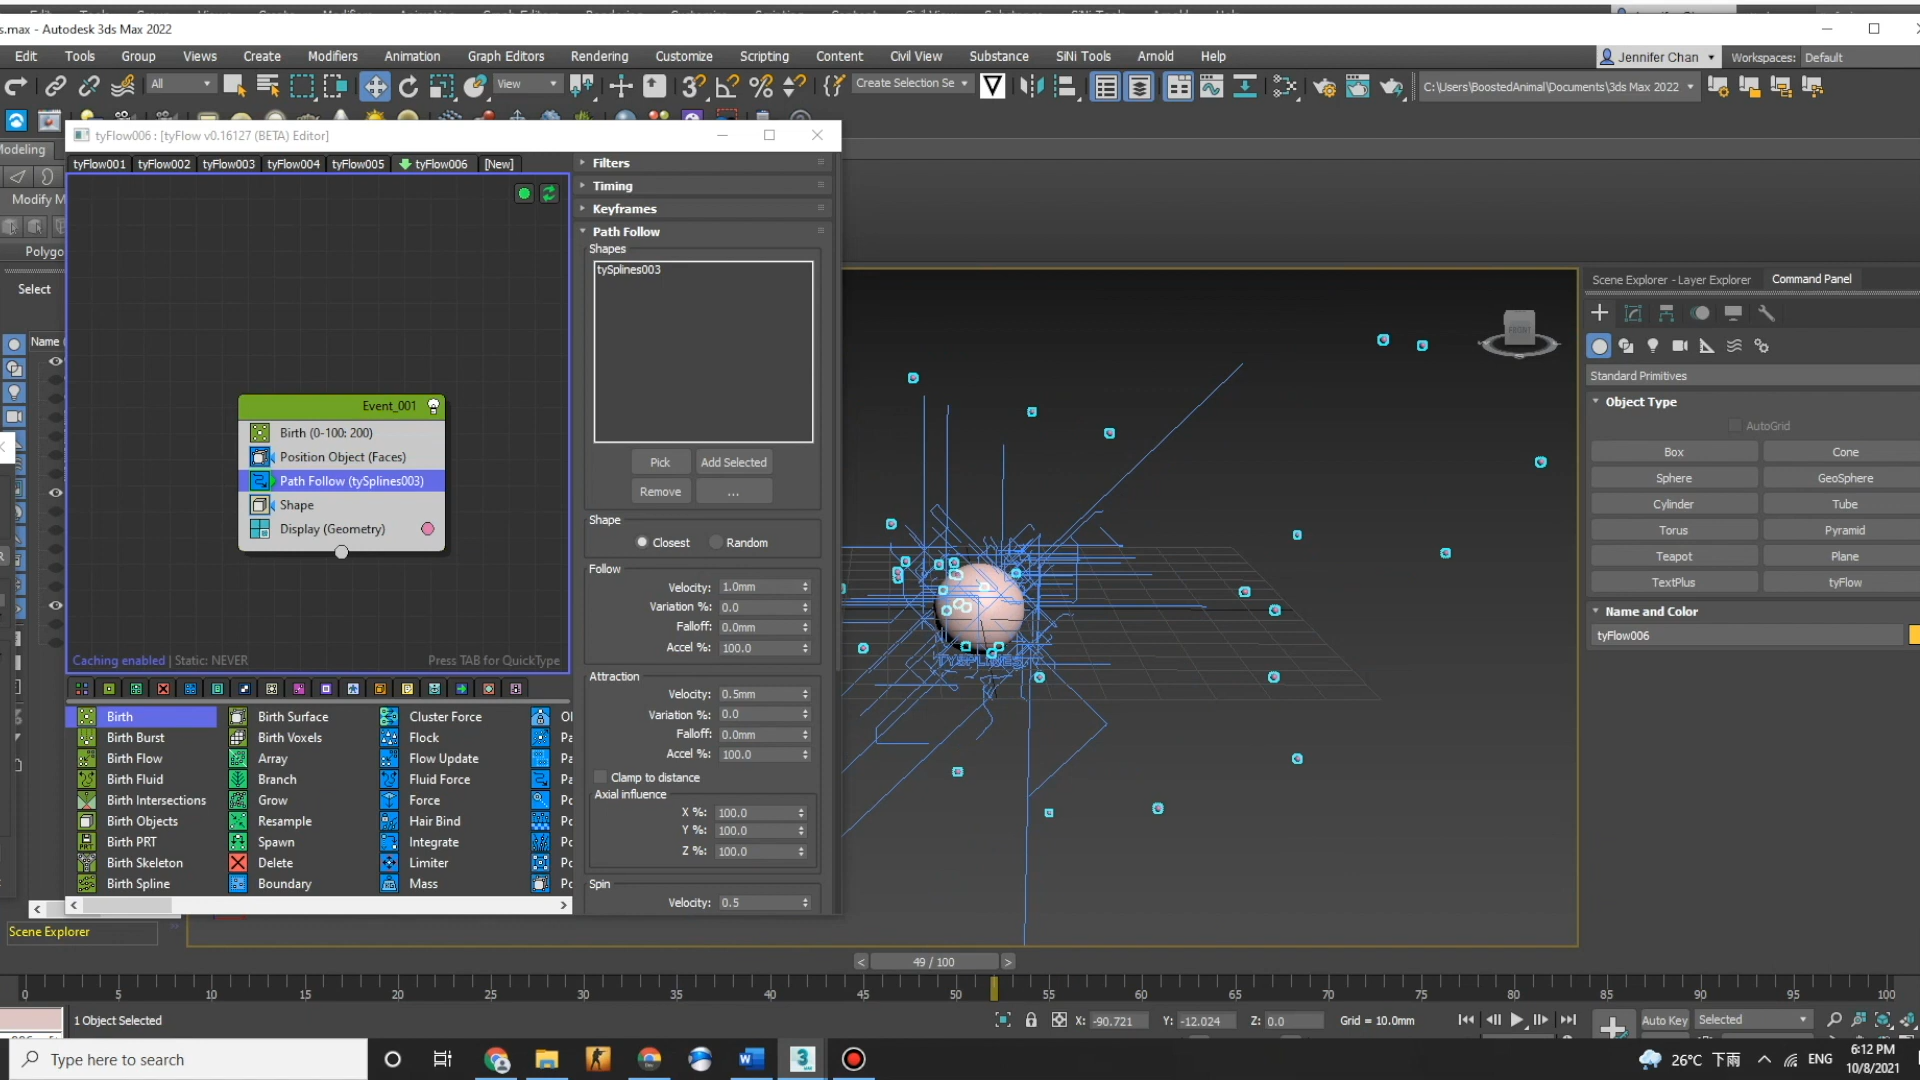 s.max - Autodesk 3ds Max 2022
Edit Tools Group Views Create Modifiers Animation Graph Editors Rendering Customize Scripting Content Civil View Substance SiNi Tools Arnold Help
Jennifer Chan Workspaces: Default
All View Create Selection Se C:\Users\BoostedAnimal\Documents\3ds Max 2022
tyFlow006 : [tyFlow v0.16127 (BETA) Editor]
Modeling
Modify M
Polygo
Select
Name (
tyFlow001 tyFlow002 tyFlow003 tyFlow004 tyFlow005 tyFlow006 [New]
Event_001
Birth (0-100: 200)
Position Object (Faces)
Path Follow (tySplines003)
Shape
Display (Geometry)
Caching enabled | Static: NEVER Press TAB for QuickType
Birth Birth Surface Cluster Force
Birth Burst Birth Voxels Flock Pa
Birth Flow Array Flow Update Pa
Birth Fluid Branch Fluid Force Pa
Birth Intersections Grow Force
Birth Objects Resample Hair Bind
Birth PRT Spawn Integrate
Birth Skeleton Delete Limiter
Birth Spline Boundary Mass
Scene Explorer
Filters
Timing
Keyframes
Path Follow
Shapes
tySplines003
Pick Add Selected
Remove ...
Shape
Closest Random
Follow
Velocity: 1.0mm
Variation %: 0.0
Falloff: 0.0mm
Accel %: 100.0
Attraction
Velocity: 0.5mm
Variation %: 0.0
Falloff: 0.0mm
Accel %: 100.0
Clamp to distance
Axial influence
X %: 100.0
Y %: 100.0
Z %: 100.0
Spin
Velocity: 0.5
FRONT
TYSPLINES
Scene Explorer - Layer Explorer Command Panel
Standard Primitives
Object Type
AutoGrid
Box Cone
Sphere GeoSphere
Cylinder Tube
Torus Pyramid
Teapot Plane
TextPlus tyFlow
Name and Color
tyFlow006
< 49 / 100 >
0 5 10 15 20 25 30 35 40 45 50 55 60 65 70 75 80 85 90 95 100
1 Object Selected X: -90.721 Y: -12.024 Z: 0.0 Grid = 10.0mm Auto Key Selected
Type here to search
26°C 下雨 ENG
6:12 PM
10/8/2021